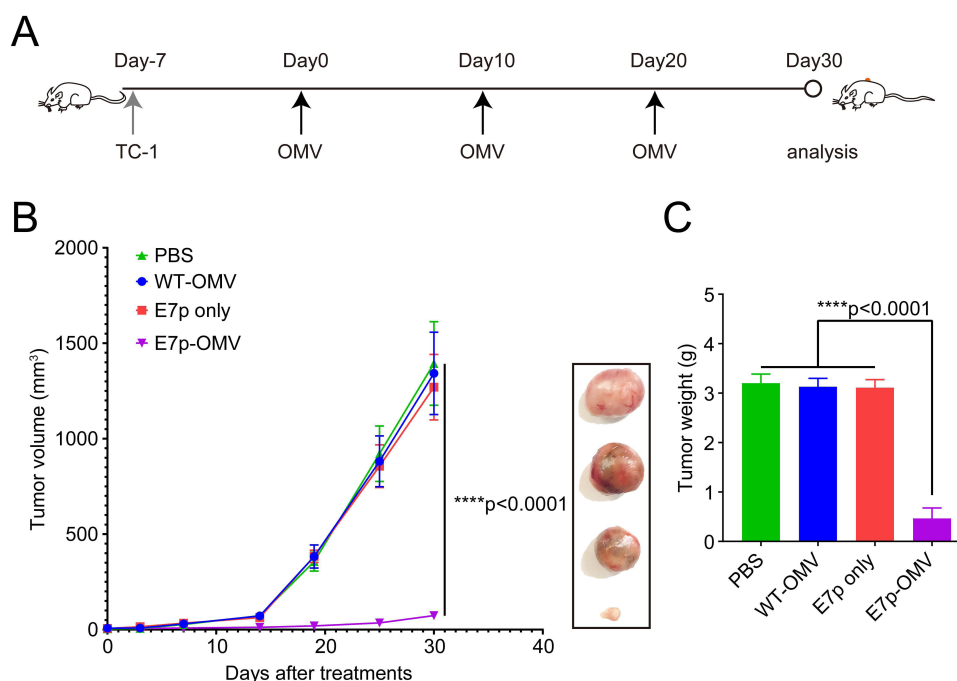 A
Day-7 Day0 Day10 Day20 Day30
TC-1 OMV OMV OMV analysis
B
Tumor volume (mm³)
2000
1500
1000
500
0
0 10 20 30 40
Days after treatments
PBS
WT-OMV
E7p only
E7p-OMV
****p<0.0001
C
Tumor weight (g)
5
4
3
2
1
0
****p<0.0001
PBS WT-OMV E7p only E7p-OMV